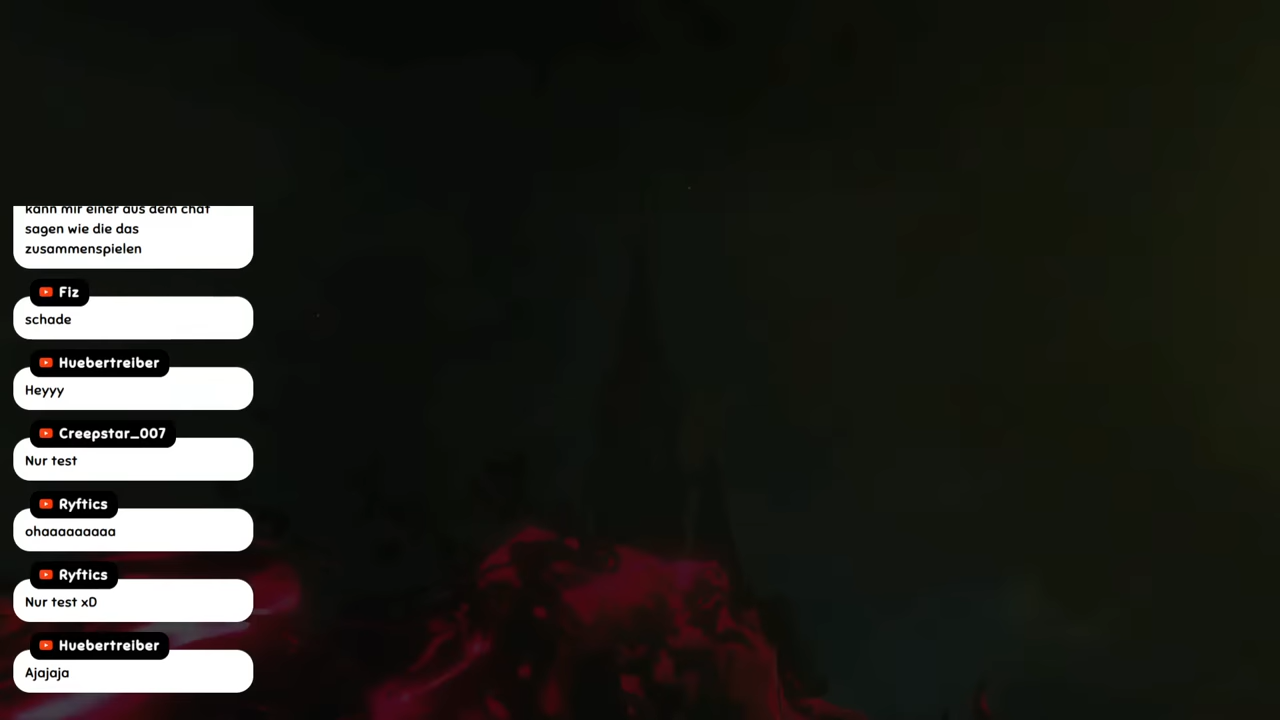 kann mir einer aus dem chat
sagen wie die das
zusammenspielen
Fiz
schade
Huebertreiber
Heyyy
Creepstar_007
Nur test
Ryftics
ohaaaaaaaaa
Ryftics
Nur test xD
Huebertreiber
Ajajaja